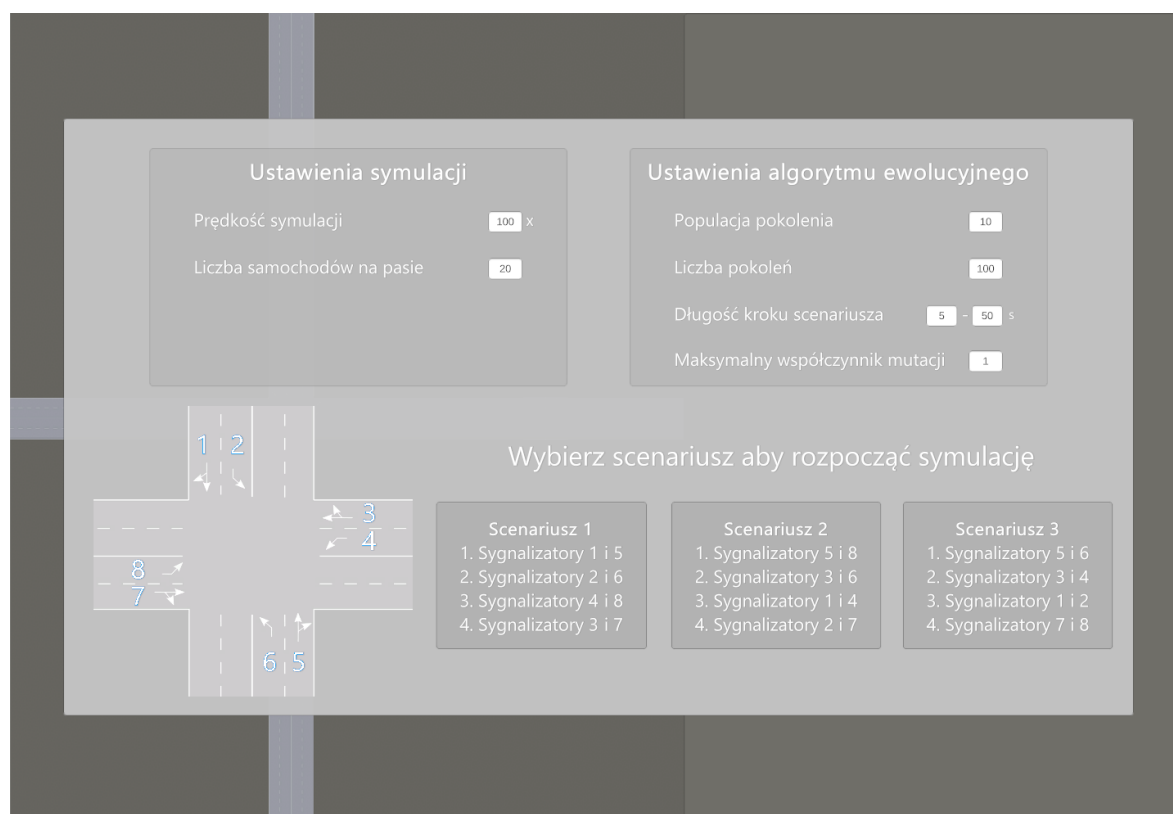 Ustawienia symulacji
Prędkość symulacji 100 x
Liczba samochodów na pasie 20
Ustawienia algorytmu ewolucyjnego
Populacja pokolenia 10
Liczba pokoleń 100
Długość kroku scenariusza 5 - 50 s
Maksymalny współczynnik mutacji 1
1 2
3
4
8
7
6 5
Wybierz scenariusz aby rozpocząć symulację
Scenariusz 1
1. Sygnalizatory 1 i 5
2. Sygnalizatory 2 i 6
3. Sygnalizatory 4 i 8
4. Sygnalizatory 3 i 7
Scenariusz 2
1. Sygnalizatory 5 i 8
2. Sygnalizatory 3 i 6
3. Sygnalizatory 1 i 4
4. Sygnalizatory 2 i 7
Scenariusz 3
1. Sygnalizatory 5 i 6
2. Sygnalizatory 3 i 4
3. Sygnalizatory 1 i 2
4. Sygnalizatory 7 i 8